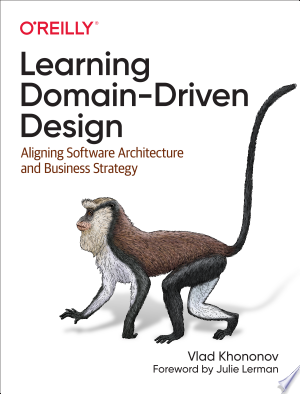 O'REILLY®
Learning
Domain-Driven
Design
Aligning Software Architecture
and Business Strategy
Vlad Khononov
Foreword by Julie Lerman